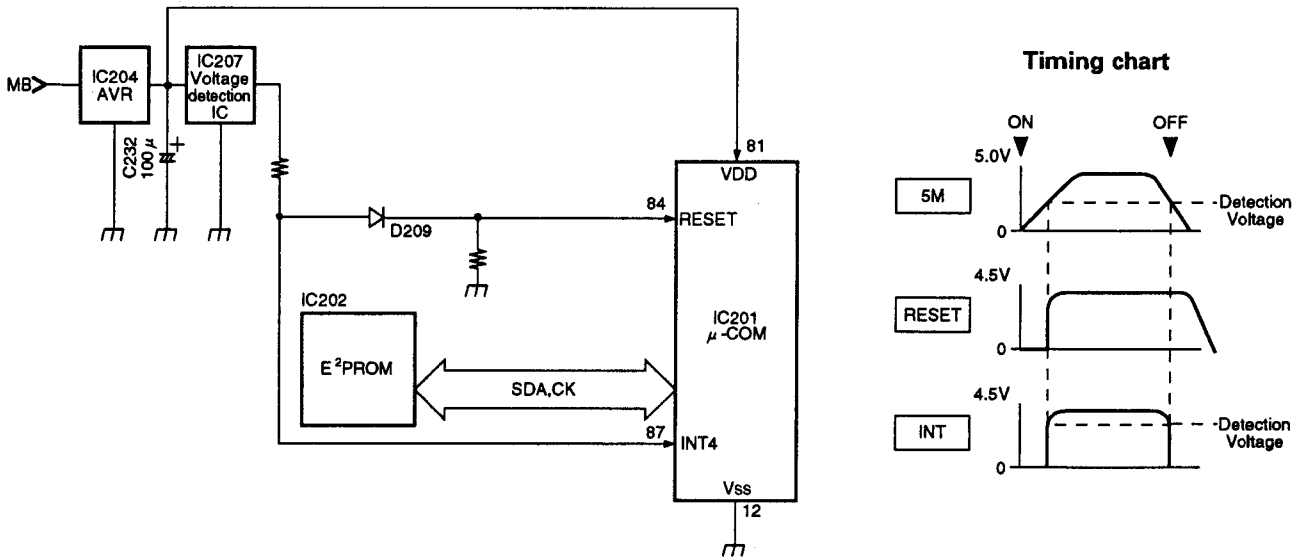 MB
IC204
AVR
C232
100μ
+
IC207
Voltage
detection
IC
81
VDD
84
RESET
D209
IC202
E²PROM
SDA,CK
IC201
μ-COM
87
INT4
Vss
12
Timing chart
ON
OFF
5.0V
5M
0
Detection
Voltage
4.5V
RESET
0
4.5V
INT
0
Detection
Voltage